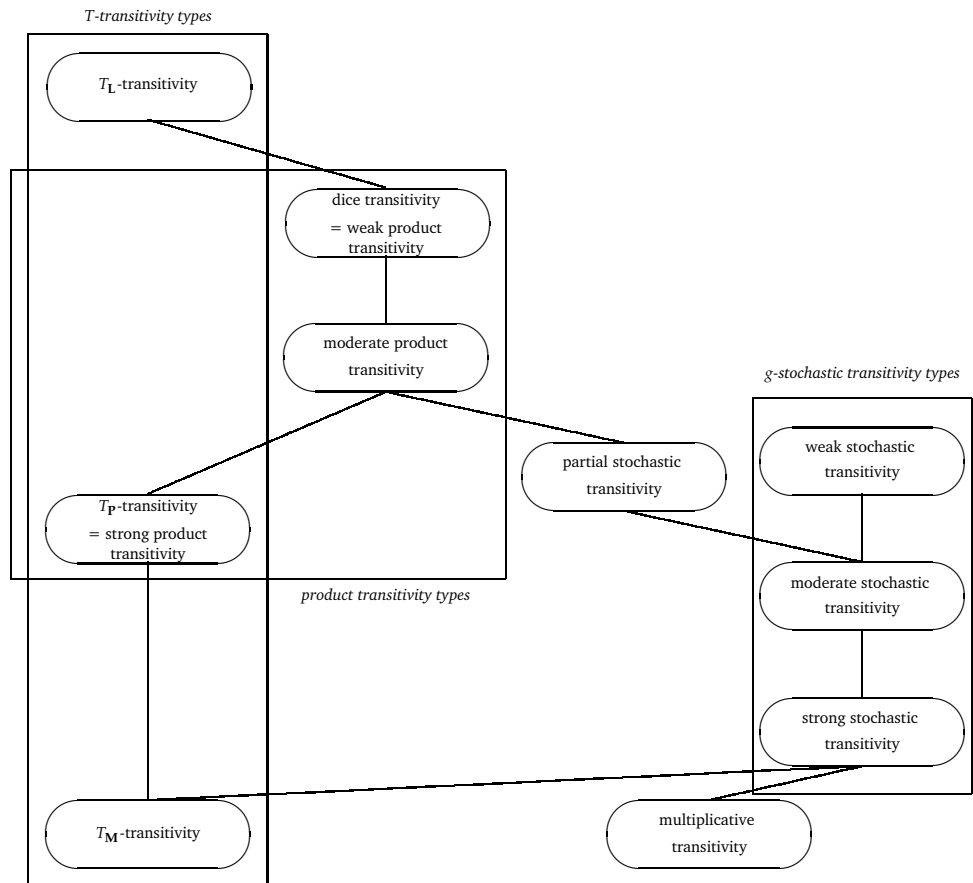 T-transitivity types
T_L-transitivity
dice transitivity
= weak product
transitivity
moderate product
transitivity
g-stochastic transitivity types
weak stochastic
transitivity
partial stochastic
transitivity
T_P-transitivity
= strong product
transitivity
product transitivity types
moderate stochastic
transitivity
strong stochastic
transitivity
T_M-transitivity
multiplicative
transitivity